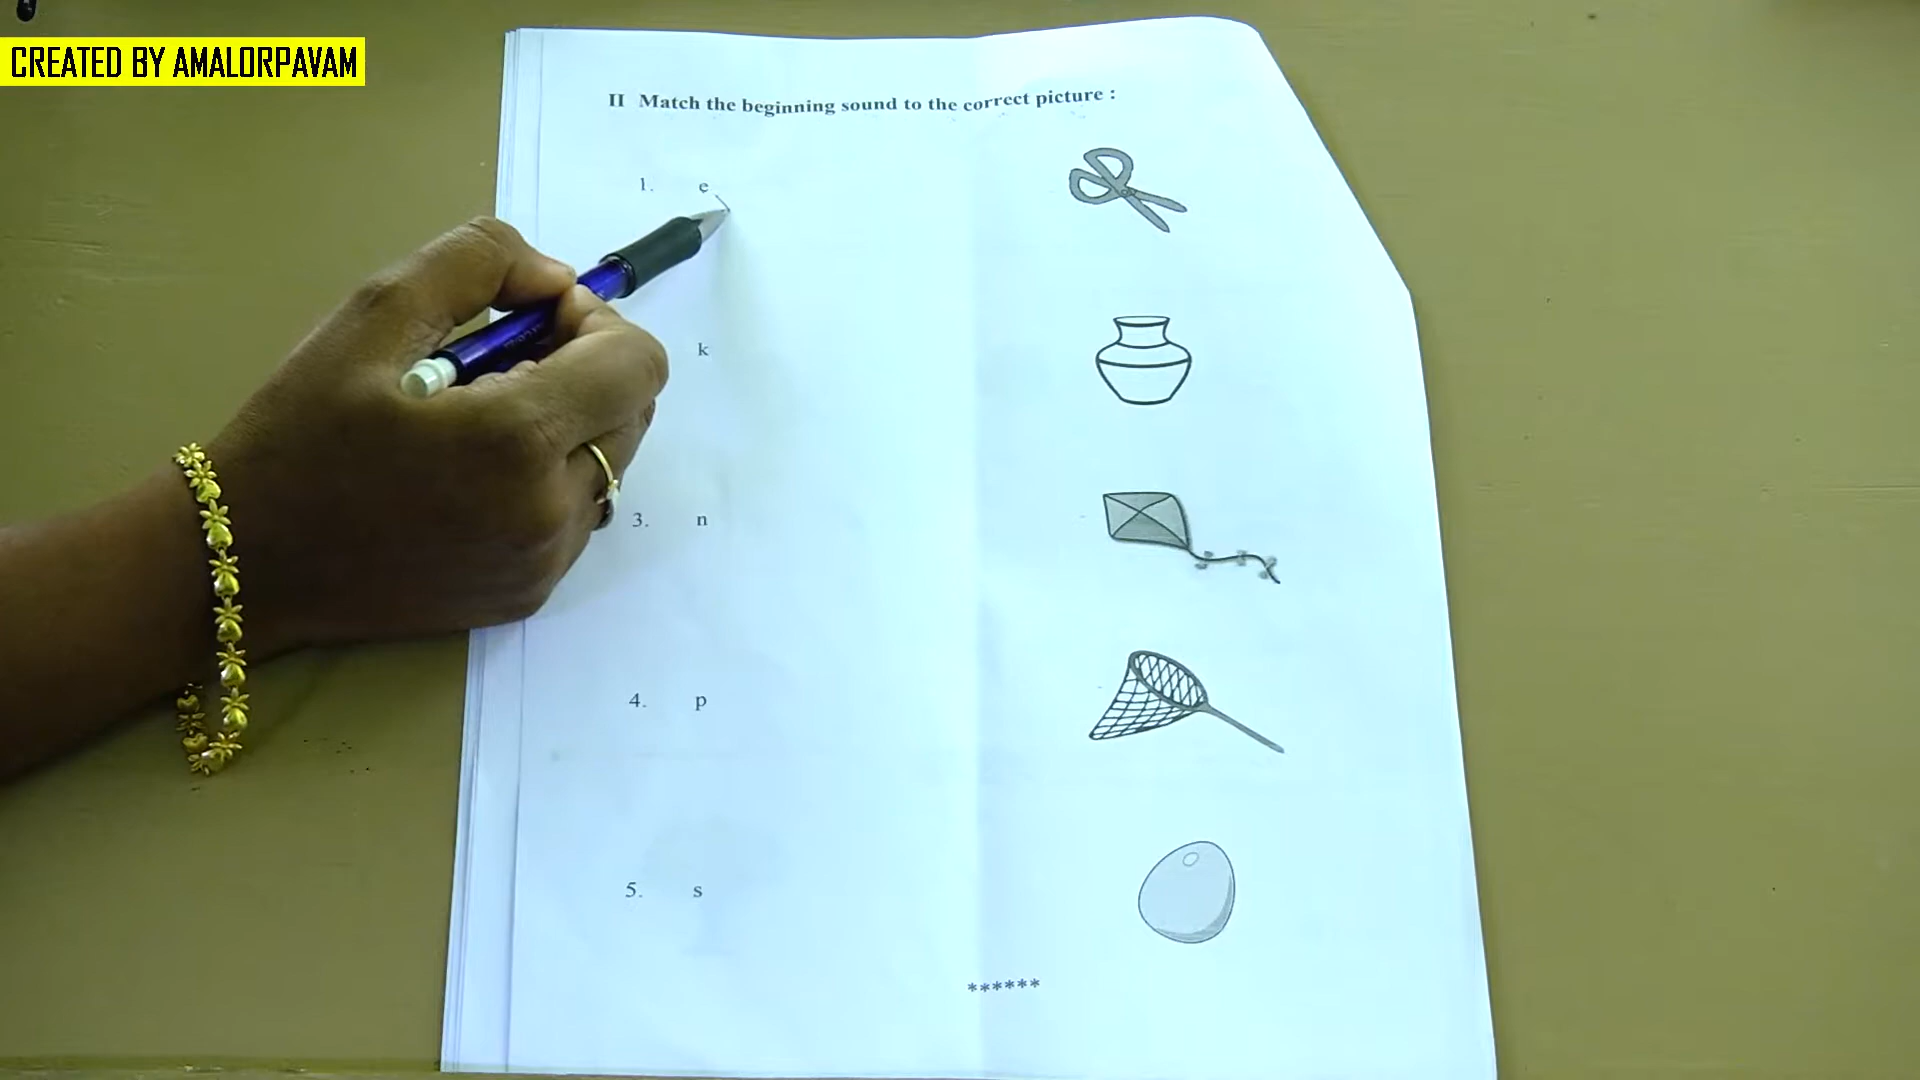 CREATED BY AMALORPAVAM
II Match the beginning sound to the correct picture :
1. e
k
3. n
4. p
5. s
******